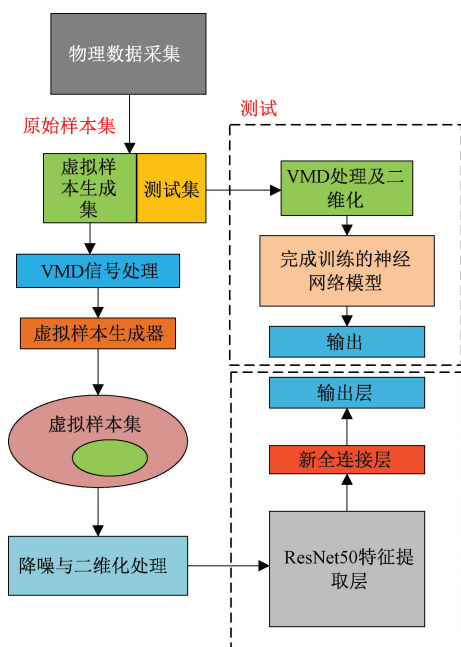 物理数据采集
原始样本集
测试
虚拟样
本生成
集
测试集
VMD处理及二
维化
VMD信号处理
完成训练的神经
网络模型
虚拟样本生成器
输出
输出层
虚拟样本集
新全连接层
降噪与二维化处理
ResNet50特征提
取层